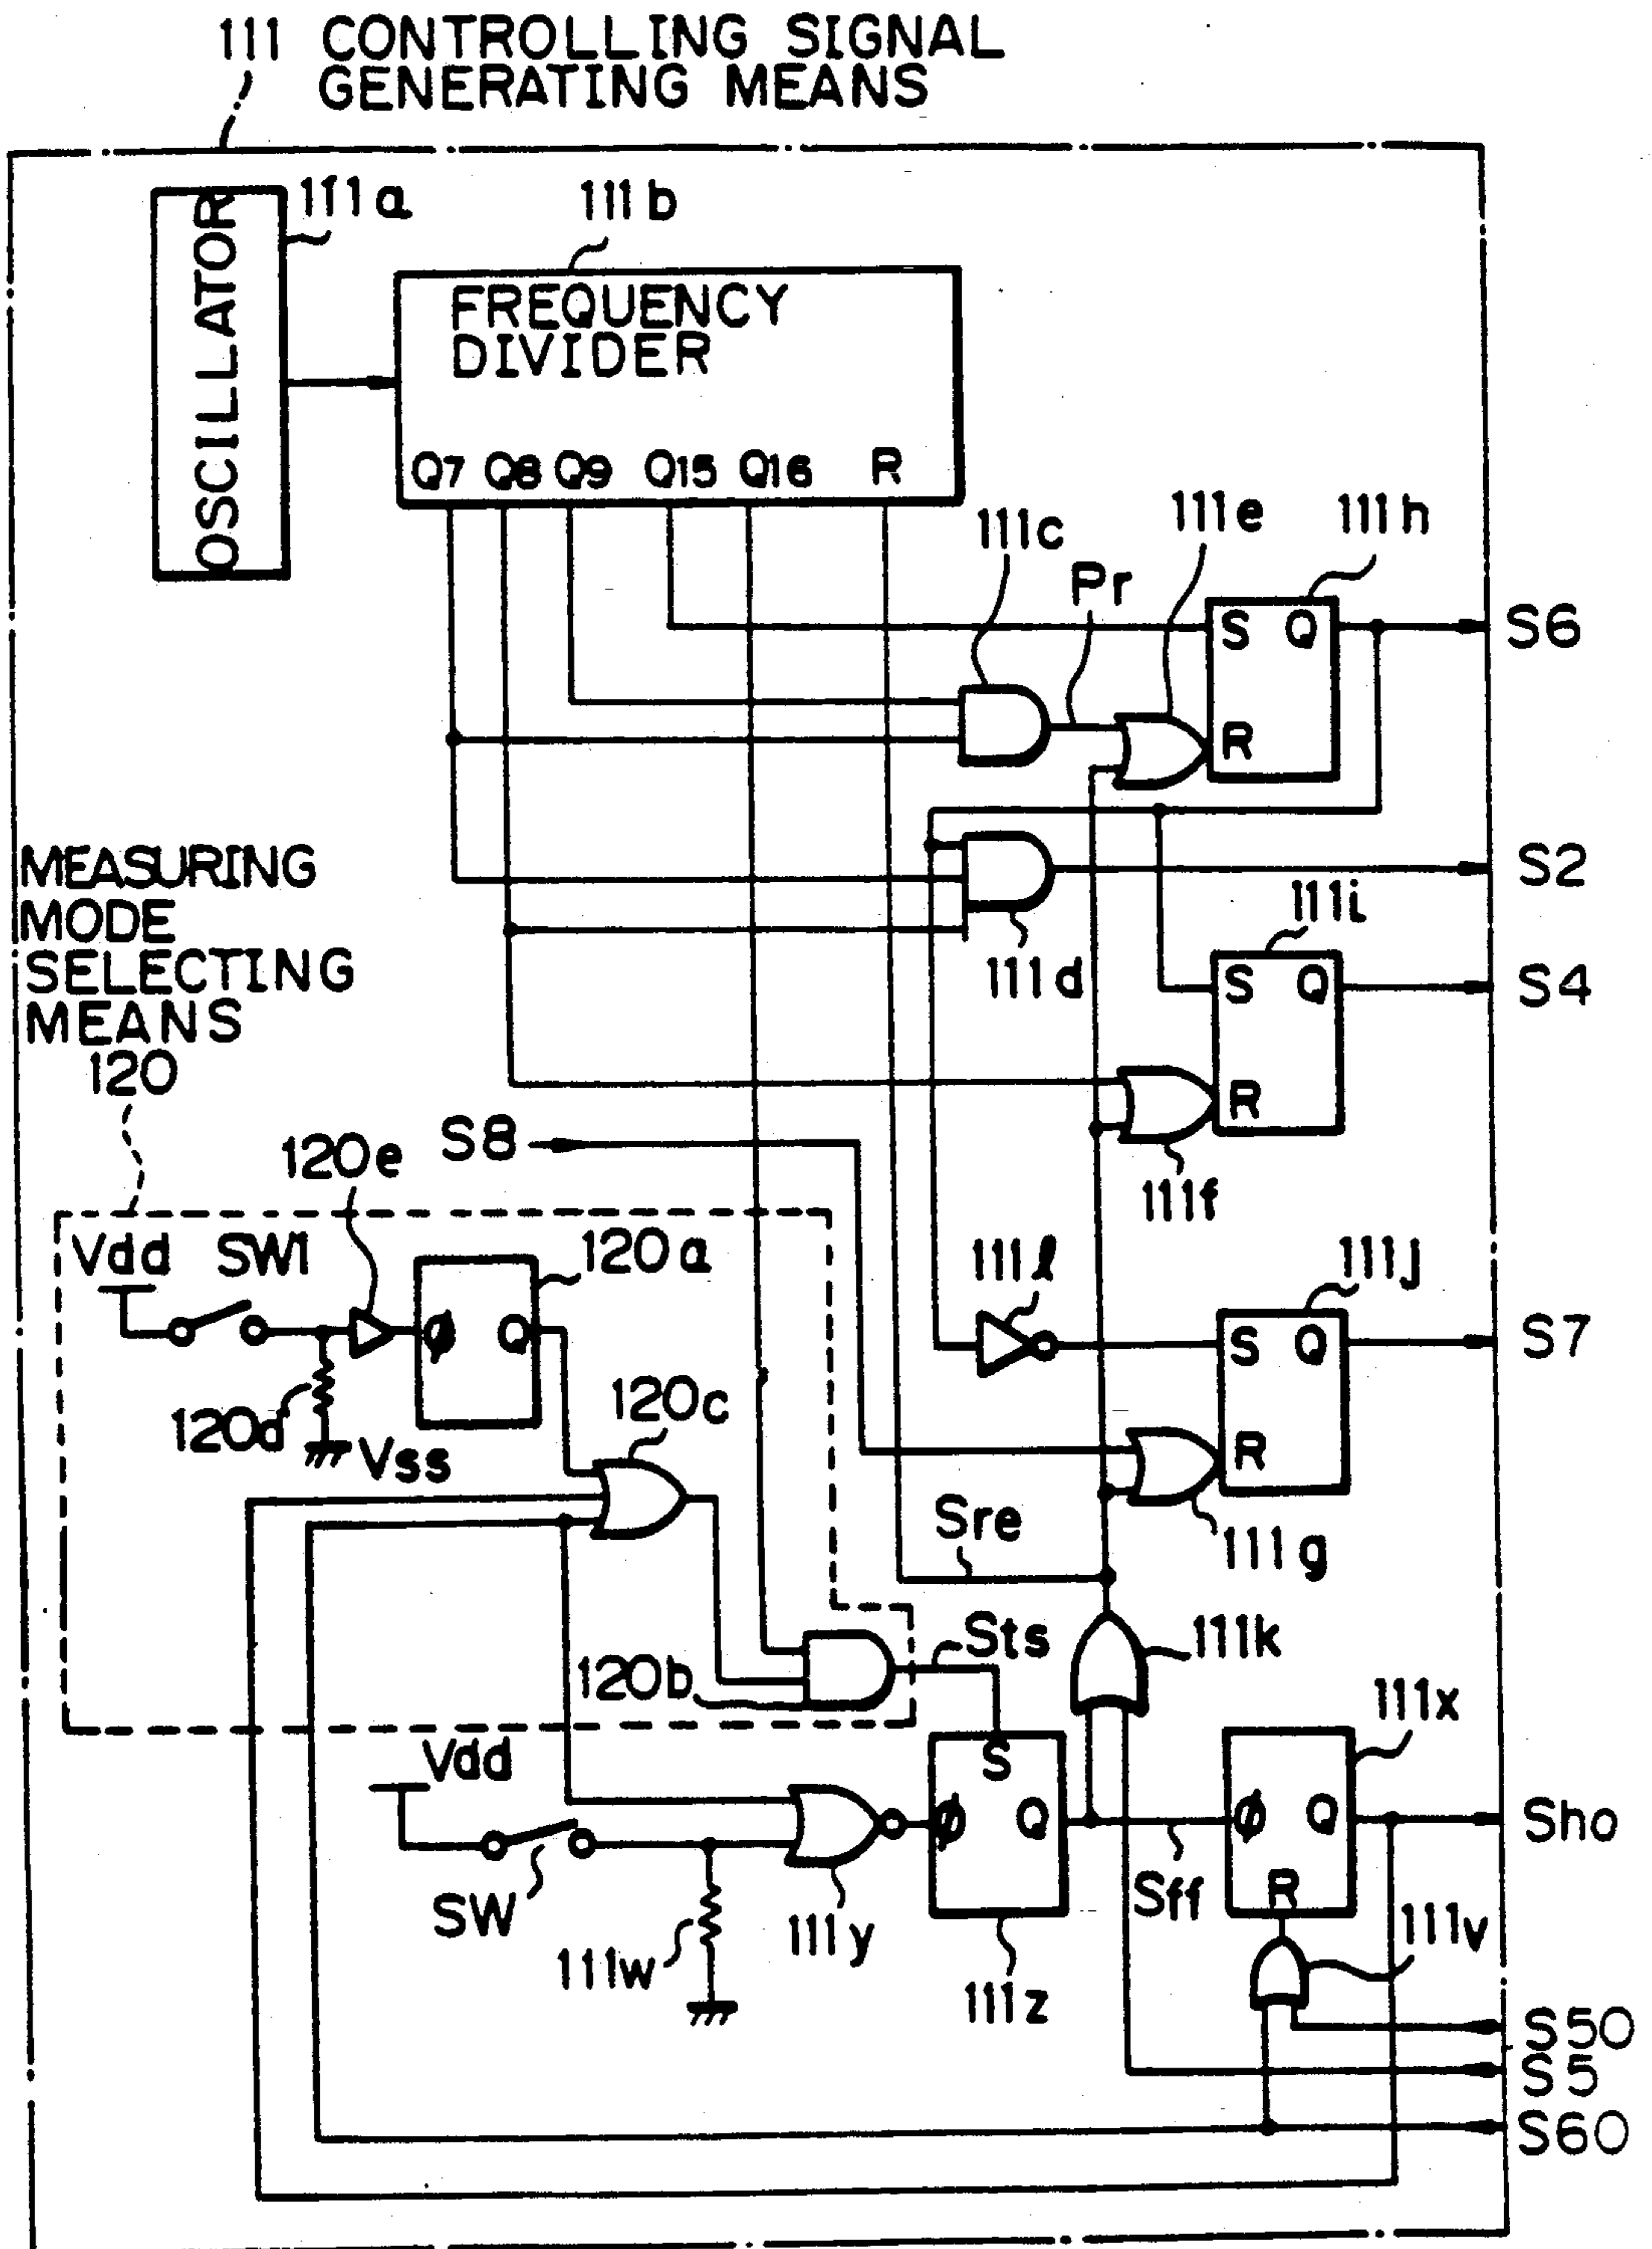 111 CONTROLLING SIGNAL
GENERATING MEANS
OSCILLATOR
111a
111b
FREQUENCY
DIVIDER
Q7 Q8 Q9 Q15 Q16 R
111c
111e
111h
Pr
S Q
R
S6
MEASURING
MODE
SELECTING
MEANS
120
S2
111d
111i
S Q
R
S4
S8
111f
120e
Vdd SW1
120a
ϕ Q
120d
Vss
120c
111l
111j
S Q
R
S7
Sre
111g
Sts
111k
120b
111x
Vdd
S
ϕ Q
ϕ Q
R
Sho
SW
Sff
111w
111y
111z
111v
S50
S5
S60